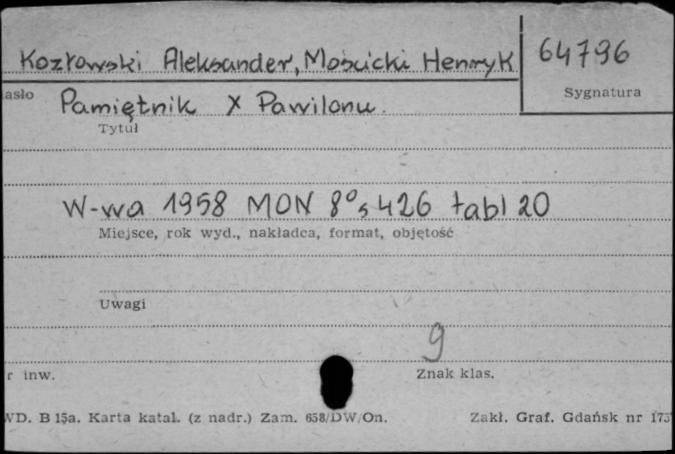 Kozłowski Aleksander, Mościcki Henryk
64796
Sygnatura
asło
Pamiętnik X Pawilonu.
Tytuł
W-wa 1958 MON 8°, s 426 tabl 20
Miejsce, rok wyd., nakładca, format, objętość
Uwagi
9
r inw.
Znak klas.
WD. B 15a. Karta katal. (z nadr.) Zam. 658/DW/On.
Zakł. Graf. Gdańsk nr